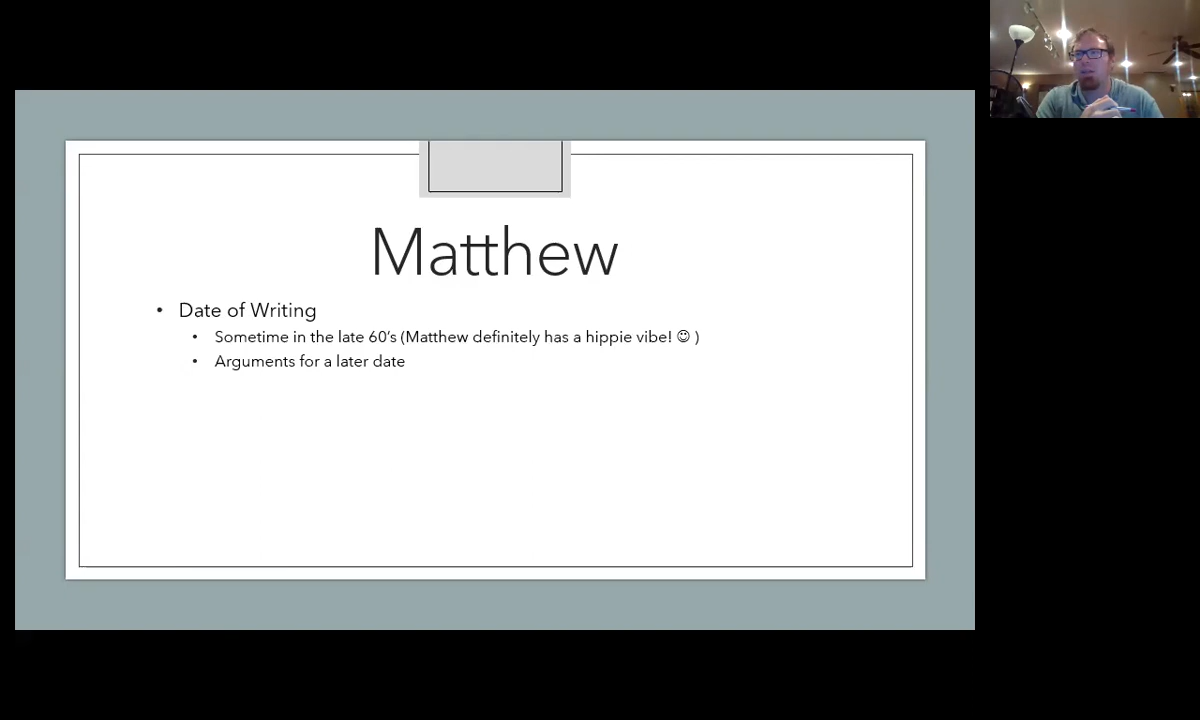 Matthew
• Date of Writing
• Sometime in the late 60's (Matthew definitely has a hippie vibe! ☺ )
• Arguments for a later date